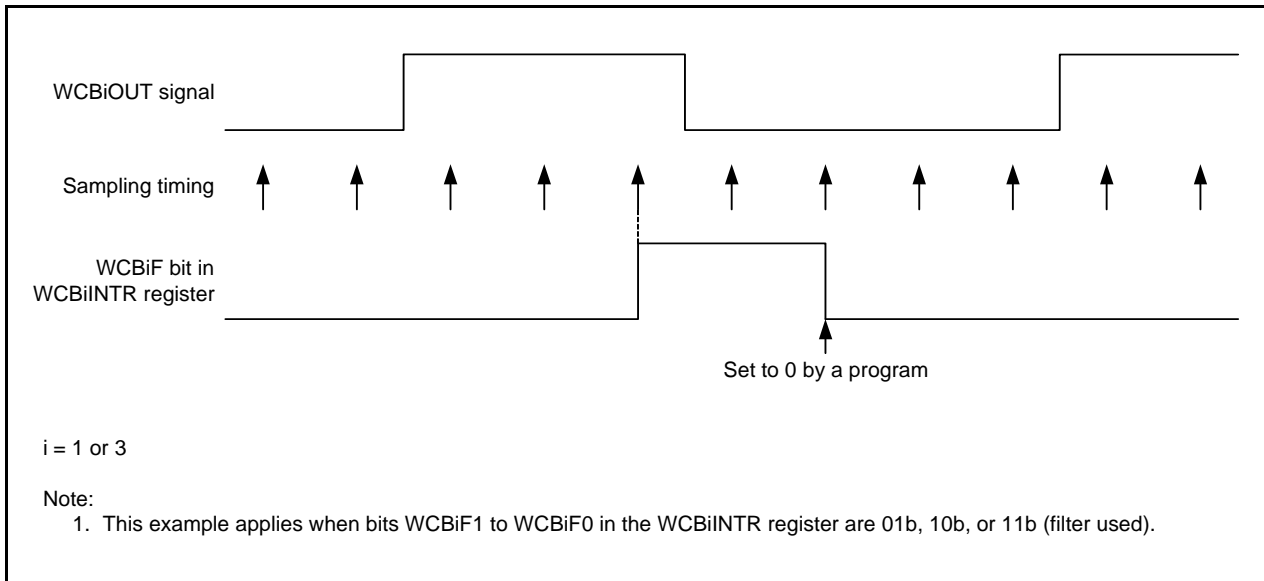 WCBiOUT signal
Sampling timing
WCBiF bit in
WCBiINTR register
Set to 0 by a program
i = 1 or 3
Note:
1. This example applies when bits WCBiF1 to WCBiF0 in the WCBiINTR register are 01b, 10b, or 11b (filter used).